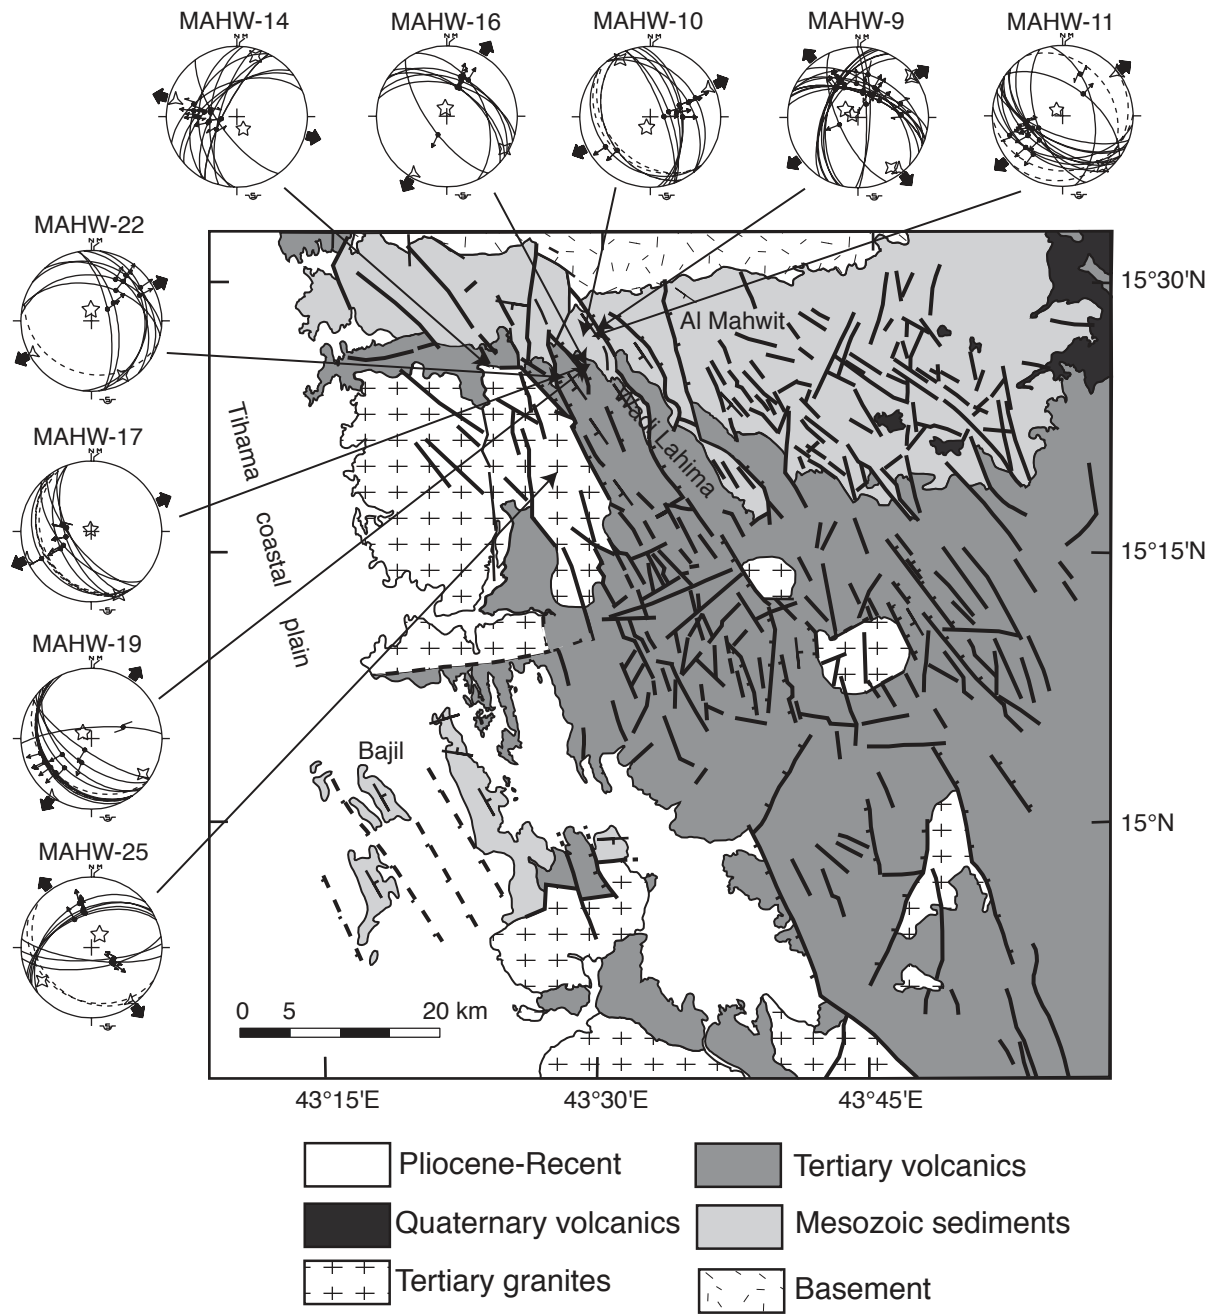 MAHW-14
MAHW-16
MAHW-10
MAHW-9
MAHW-11
MAHW-22
MAHW-17
MAHW-19
MAHW-25
15°30'N
15°15'N
15°N
Al Mahwit
Wadi Lahima
Tihama coastal plain
Bajil
0 5 20 km
43°15'E
43°30'E
43°45'E
Pliocene-Recent
Tertiary volcanics
Quaternary volcanics
Mesozoic sediments
Tertiary granites
Basement